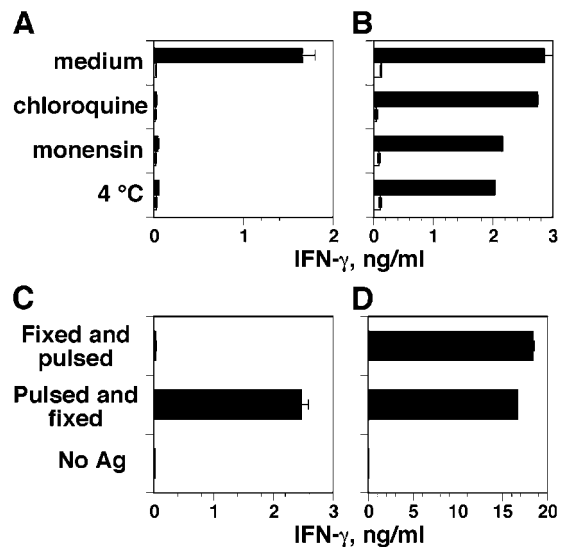 A
B
medium
chloroquine
monensin
4 °C
0 1 2
0 1 2 3
IFN-γ, ng/ml
C
D
Fixed and
pulsed
Pulsed and
fixed
No Ag
0 1 2 3
0 5 10 15 20
IFN-γ, ng/ml